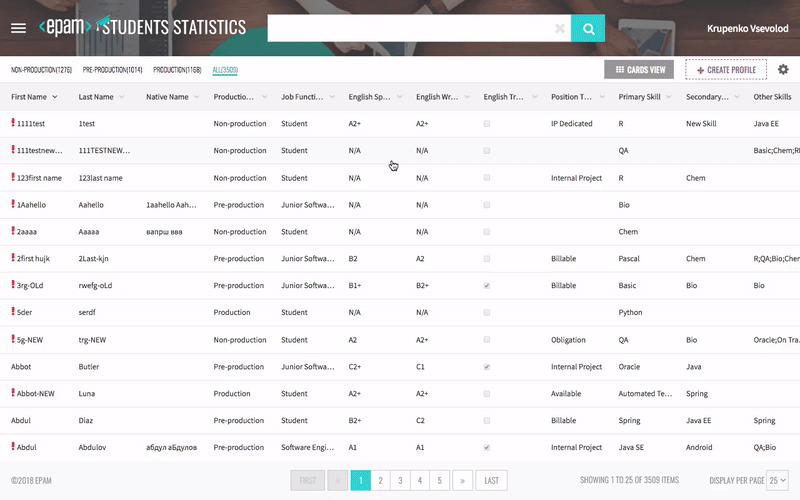 <epam> STUDENTS STATISTICS
Krupenko Vsevolod
NON-PRODUCTION(1276) PRE-PRODUCTION(1014) PRODUCTION(1168) ALL(3509) CARDS VIEW + CREATE PROFILE
First Name Last Name Native Name Productio... Job Functi... English Sp... English Wr... English Tr... Position T... Primary Skill Secondary... Other Skills
1111test 1test Non-production Student A2+ A2+ IP Dedicated R New Skill Java EE
111testnew... 111TESTNEW... Non-production Student N/A N/A QA Basic;Chem;R
123first name 123last name Non-production Student N/A N/A Internal Project R Chem
1Aahello Aahello 1aahello Aah... Pre-production Junior Softwa... N/A N/A Bio
2aaaa Aaaaa вапрш ввв Non-production Student N/A N/A Chem
2first hujk 2Last-kjn Pre-production Junior Softwa... B2 A2 Billable Pascal Chem R;QA;Bio;Chem
3rg-OLd rwefg-oLd Pre-production Junior Softwa... B1+ B2+ Billable Basic Bio Bio
5der serdf Production Student N/A N/A Python
5g-NEW trg-NEW Non-production Student A2 A2+ Obligation QA Bio Oracle;On Tra...
Abbot Butler Pre-production Junior Softwa... C2+ C1 Internal Project Oracle Java
Abbot-NEW Luna Production Student A2+ A2+ Available Automated Te... Spring
Abdul Diaz Pre-production Student B2+ C2 Billable Spring Java EE Spring
Abdul Abdulov абдул аБдулов Pre-production Software Engi... A1 A1 Internal Project Java SE Android QA;Bio
©2018 EPAM FIRST « 1 2 3 4 5 » LAST SHOWING 1 TO 25 OF 3509 ITEMS DISPLAY PER PAGE 25